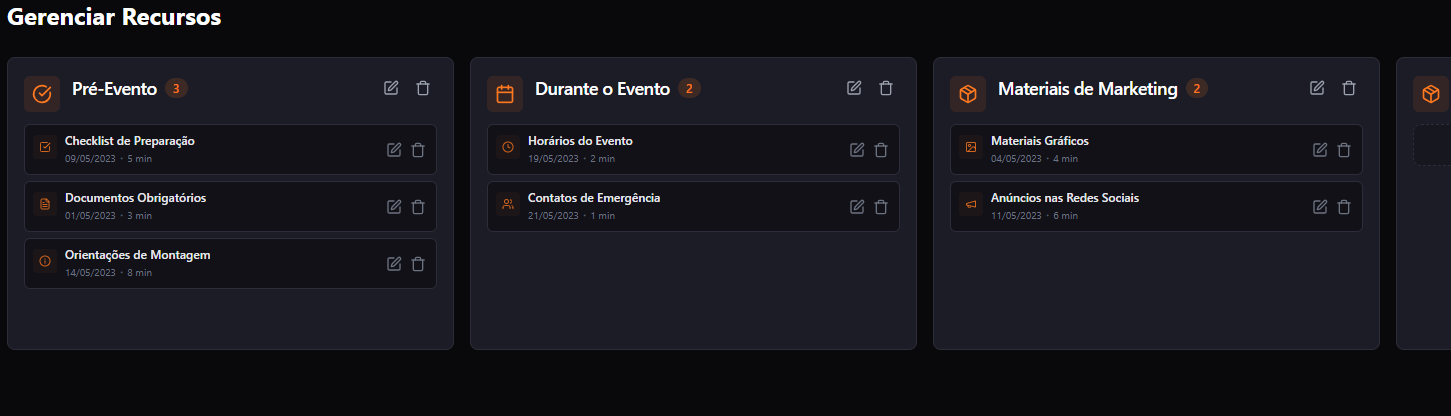 Gerenciar Recursos
Pré-Evento 3
Checklist de Preparação
09/05/2023 • 5 min
Documentos Obrigatórios
01/05/2023 • 3 min
Orientações de Montagem
14/05/2023 • 8 min
Durante o Evento 2
Horários do Evento
19/05/2023 • 2 min
Contatos de Emergência
21/05/2023 • 1 min
Materiais de Marketing 2
Materiais Gráficos
04/05/2023 • 4 min
Anúncios nas Redes Sociais
11/05/2023 • 6 min